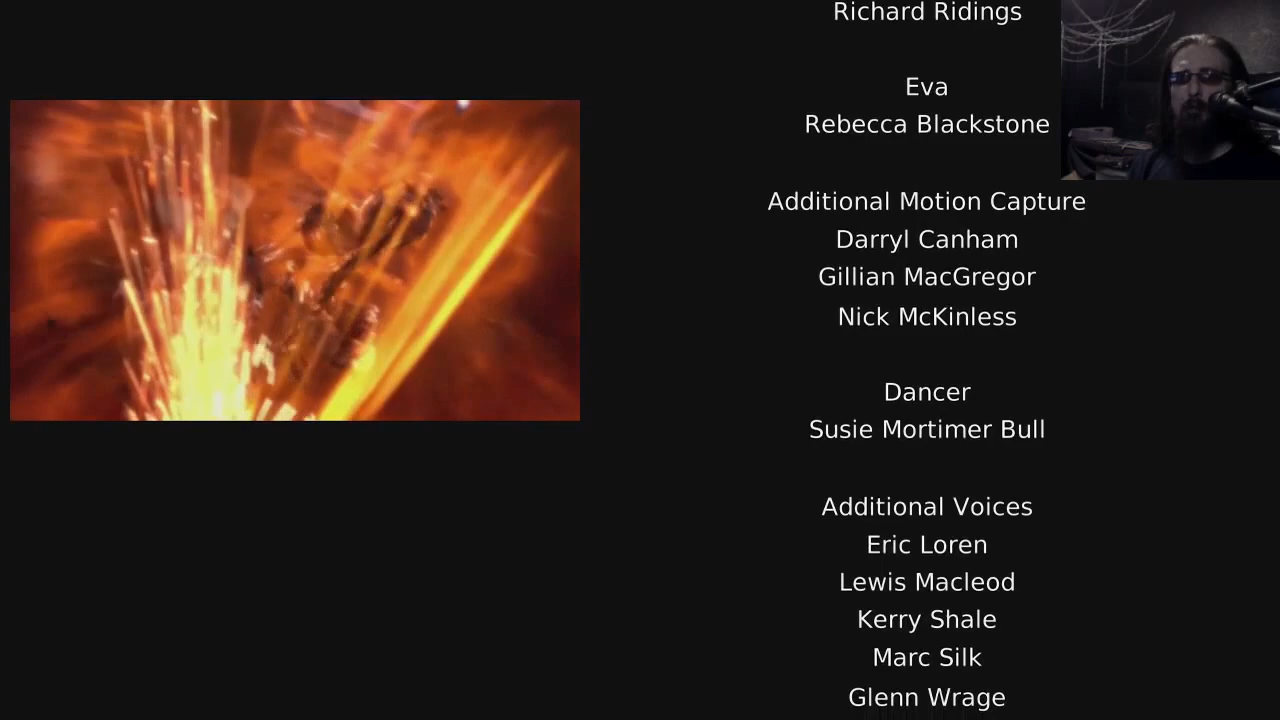 Richard Ridings
Eva
Rebecca Blackstone
Additional Motion Capture
Darryl Canham
Gillian MacGregor
Nick McKinless
Dancer
Susie Mortimer Bull
Additional Voices
Eric Loren
Lewis Macleod
Kerry Shale
Marc Silk
Glenn Wrage